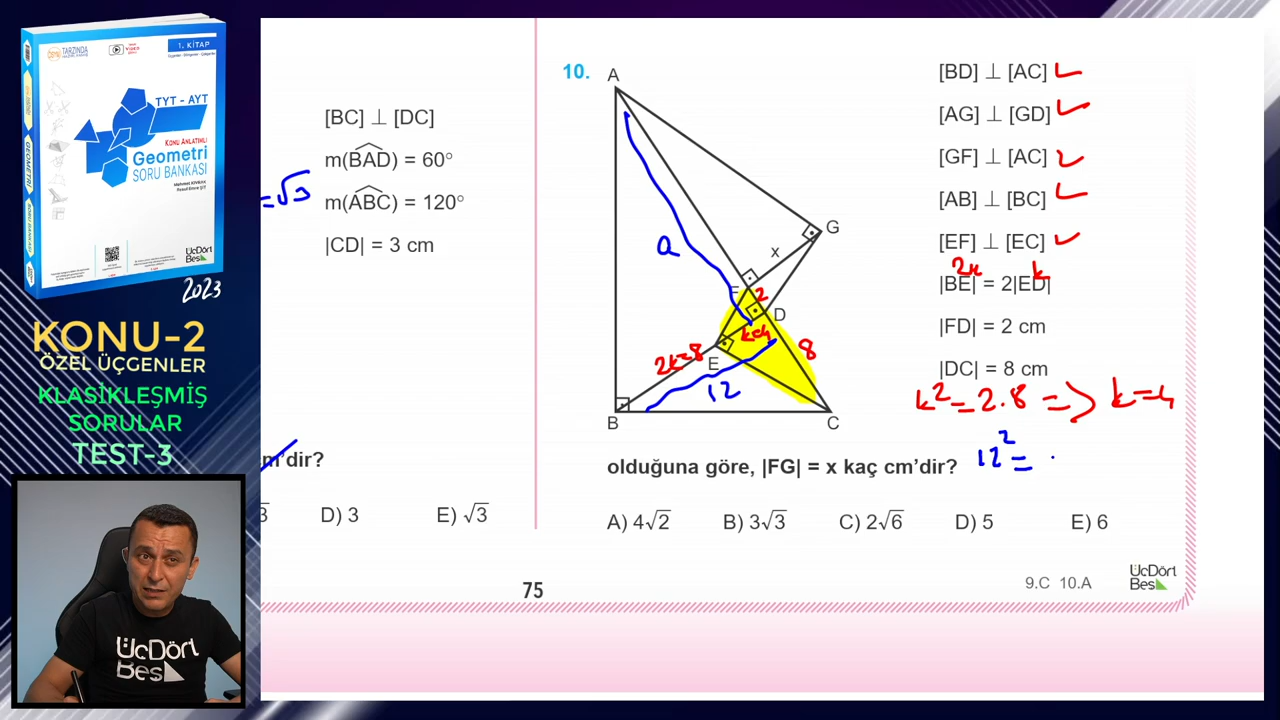 TARZINDA
1. KİTAP
TYT - AYT
KONU ANLATIMLI
Geometri
SORU BANKASI
GEOMETRİ
ÜçDört
Beş
2023
KONU-2
ÖZEL ÜÇGENLER
KLASİKLEŞMİŞ
SORULAR
TEST-3
ÜçDört
Beş
[BC] ⊥ [DC]
m(BAD) = 60°
=√3
m(ABC) = 120°
|CD| = 3 cm
m'dir?
D) 3
E) √3
75
10.
A
G
x
a
F
2
D
k=4
8
E
2k=8
12
B
C
[BD] ⊥ [AC]
[AG] ⊥ [GD]
[GF] ⊥ [AC]
[AB] ⊥ [BC]
[EF] ⊥ [EC]
2k k
|BE| = 2|ED|
|FD| = 2 cm
|DC| = 8 cm
k² = 2.8 => k=4
12² =
olduğuna göre, |FG| = x kaç cm'dir?
A) 4√2 B) 3√3 C) 2√6 D) 5 E) 6
9.C 10.A
ÜçDört
Beş